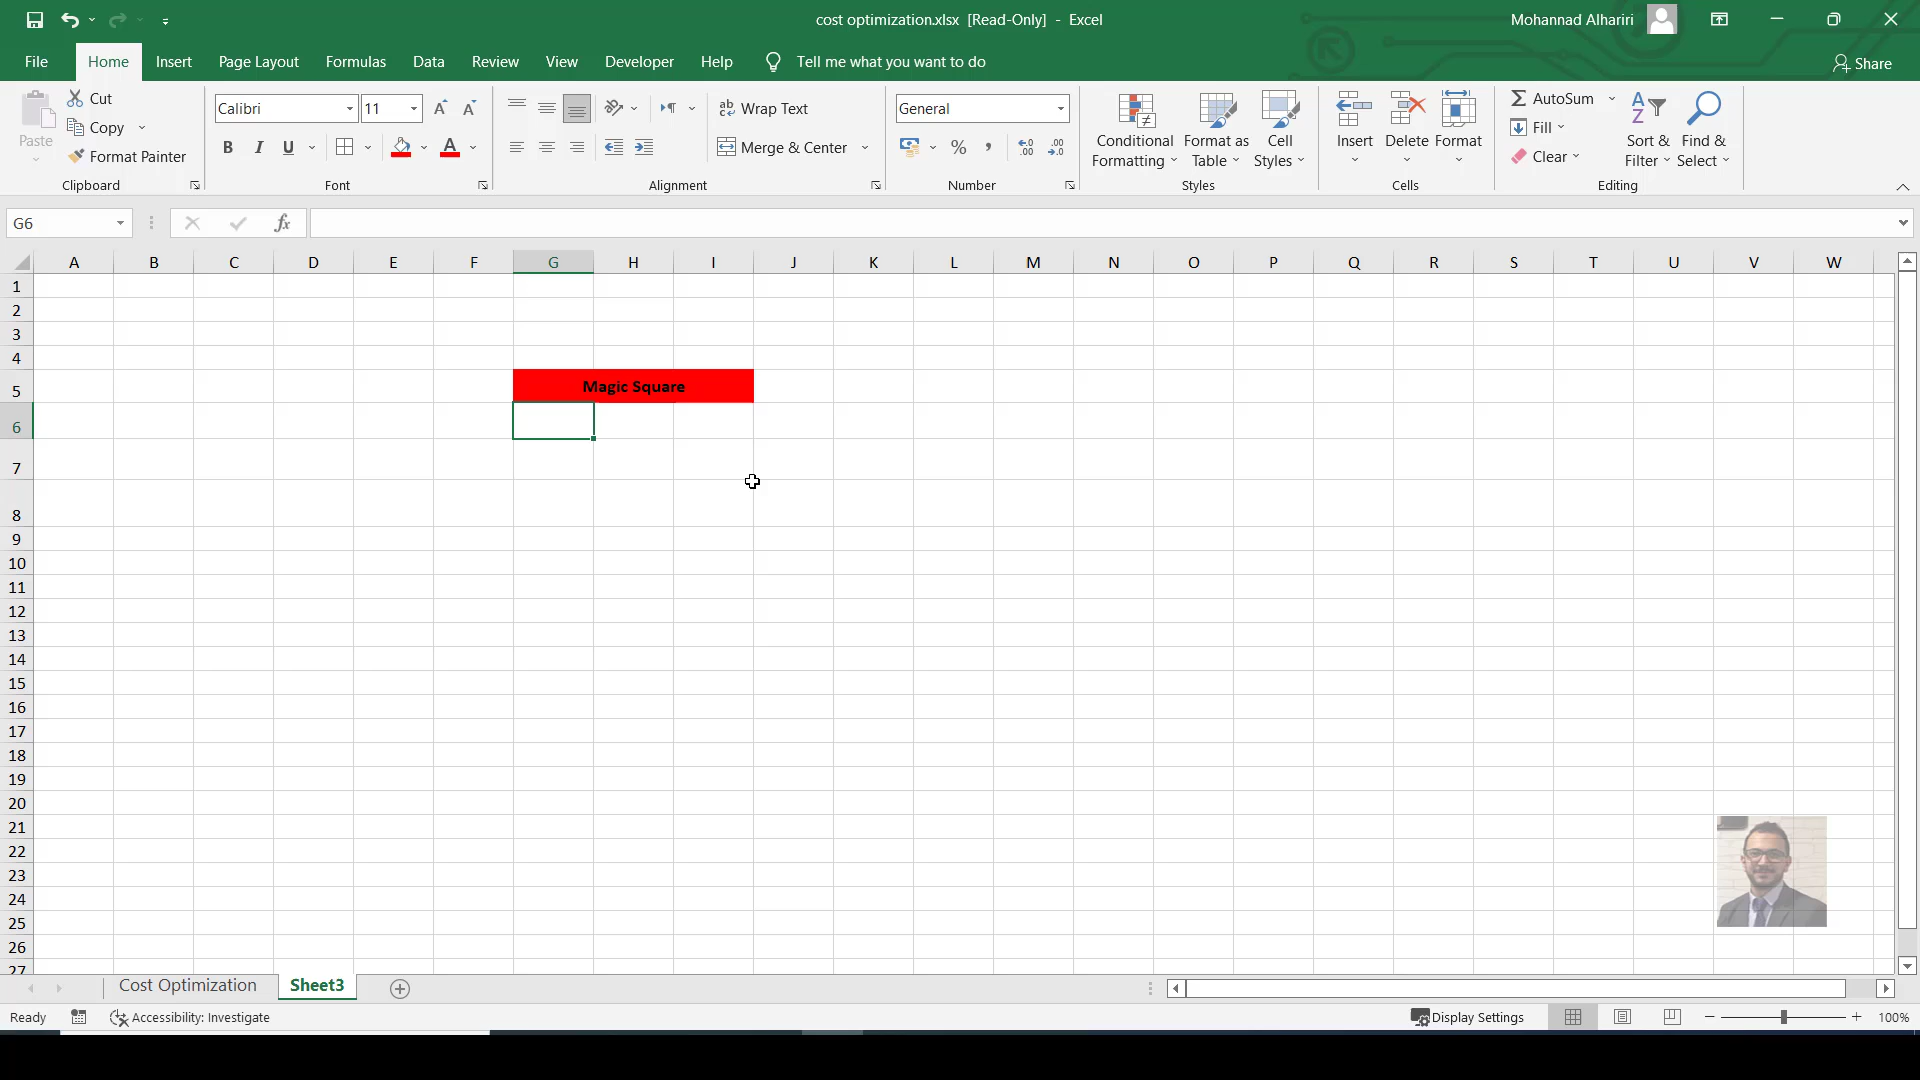 cost optimization.xlsx [Read-Only] - Excel
Mohannad Alhariri
File Home Insert Page Layout Formulas Data Review View Developer Help Tell me what you want to do
Share
Paste
Cut
Copy
Format Painter
Clipboard
Calibri 11
B I U A
Font
ab Wrap Text
Merge & Center
Alignment
General
% ,
Number
Conditional Formatting
Format as Table
Cell Styles
Styles
Insert Delete Format
Cells
AutoSum
Fill
Clear
Sort & Filter
Find & Select
Editing
G6
fx
A B C D E F G H I J K L M N O P Q R S T U V W
1
2
3
4
5 Magic Square
6
7
8
9
10
11
12
13
14
15
16
17
18
19
20
21
22
23
24
25
26
27
Cost Optimization Sheet3
Ready Accessibility: Investigate Display Settings 100%